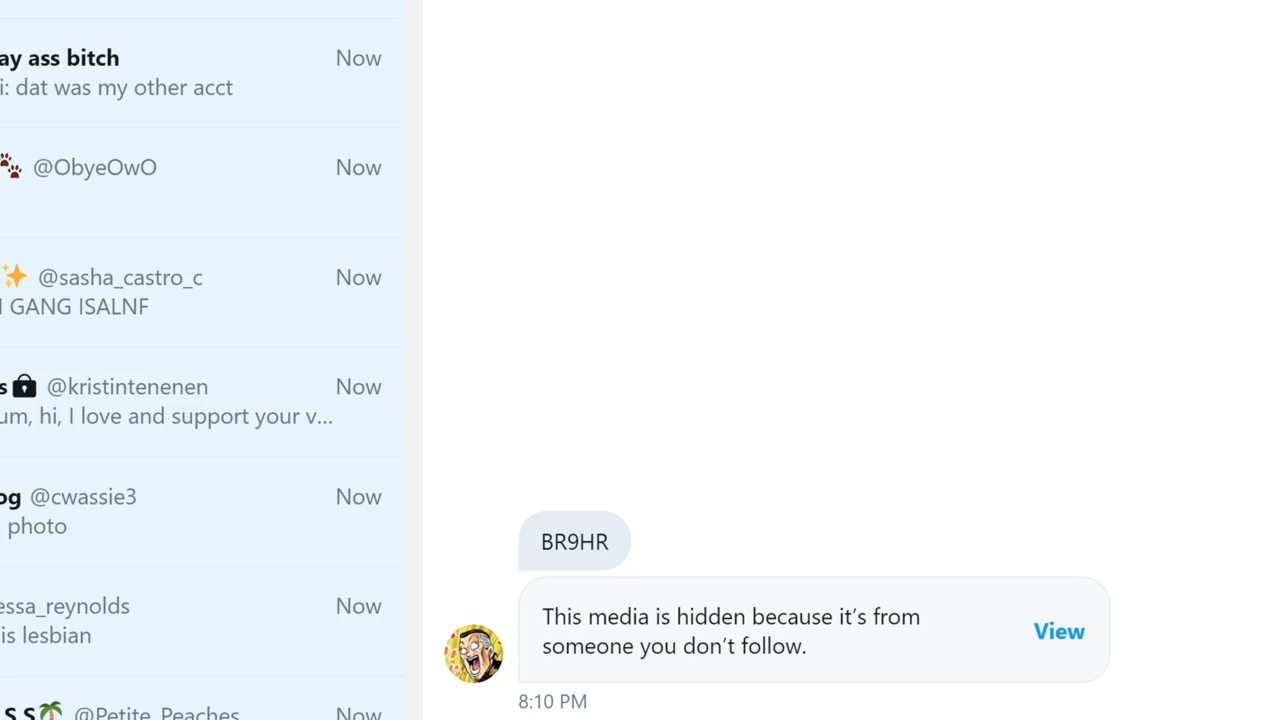 ay ass bitch Now
i: dat was my other acct
@ObyeOwO Now
@sasha_castro_c Now
GANG ISALNF
s @kristintenenen Now
um, hi, I love and support your v...
og @cwassie3 Now
photo
essa_reynolds Now
is lesbian
S S @Petite_Peaches Now
BR9HR
This media is hidden because it's from
someone you don't follow.
View
8:10 PM